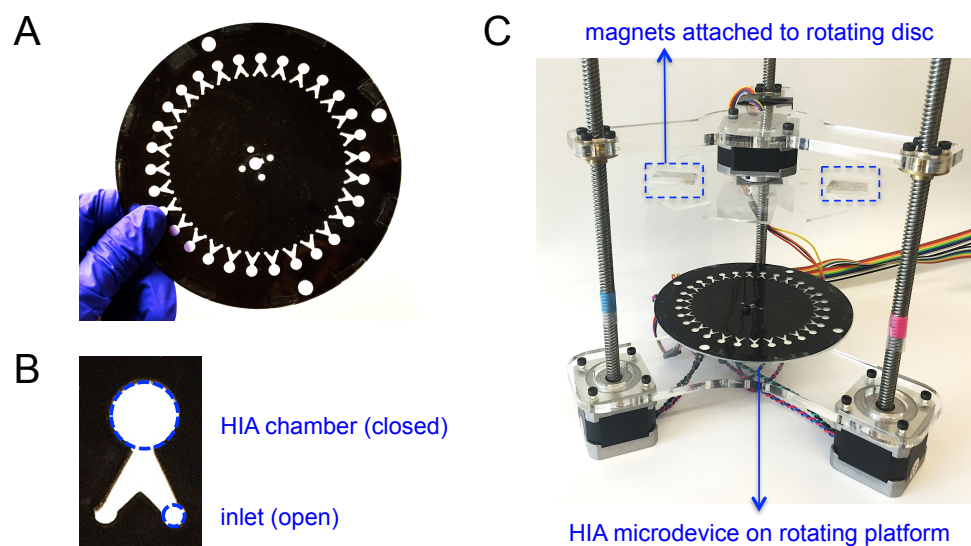 A
B
HIA chamber (closed)
inlet (open)
C
magnets attached to rotating disc
HIA microdevice on rotating platform